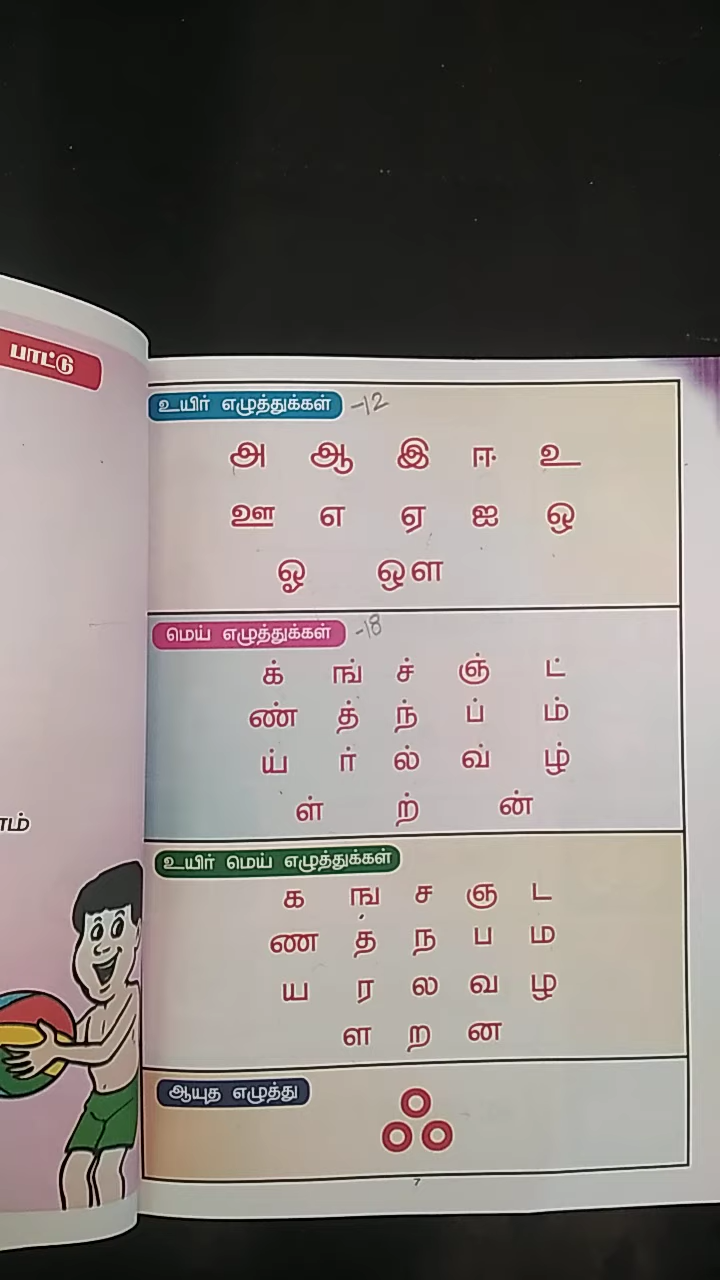 பாட்டு
உயிர் எழுத்துக்கள் -12
அ ஆ இ ஈ உ
ஊ எ ஏ ஐ ஒ
ஓ ஔ
மெய் எழுத்துக்கள் -18
க் ங் ச் ஞ் ட்
ண் த் ந் ப் ம்
ய் ர் ல் வ் ழ்
ள் ற் ன்
உயிர் மெய் எழுத்துக்கள்
க ங ச ஞ ட
ண த் ந ப ம
ய ர ல வ ழ
ள ற ன
ஆயுத எழுத்து
ஃ
7